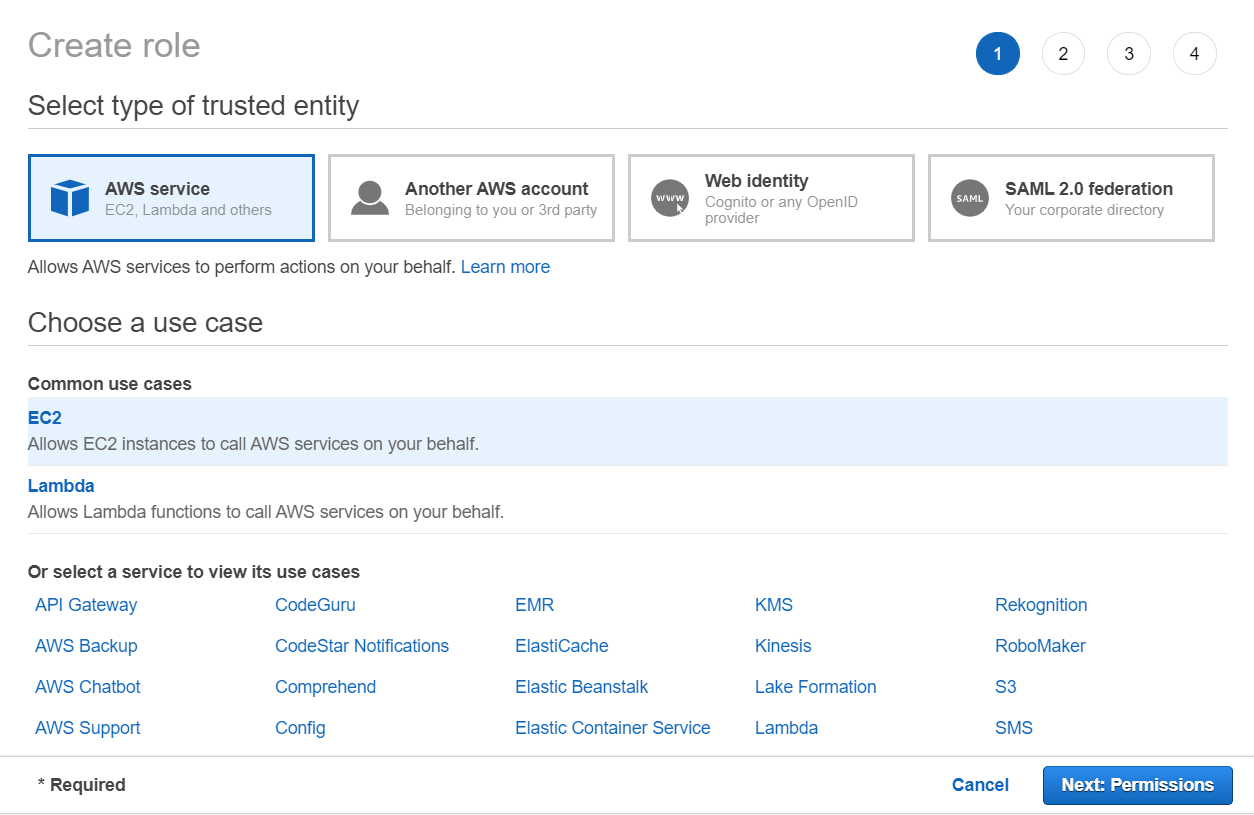 Create role
1 2 3 4
Select type of trusted entity
AWS service
EC2, Lambda and others
Another AWS account
Belonging to you or 3rd party
www
Web identity
Cognito or any OpenID
provider
SAML
SAML 2.0 federation
Your corporate directory
Allows AWS services to perform actions on your behalf. Learn more
Choose a use case
Common use cases
EC2
Allows EC2 instances to call AWS services on your behalf.
Lambda
Allows Lambda functions to call AWS services on your behalf.
Or select a service to view its use cases
API Gateway CodeGuru EMR KMS Rekognition
AWS Backup CodeStar Notifications ElastiCache Kinesis RoboMaker
AWS Chatbot Comprehend Elastic Beanstalk Lake Formation S3
AWS Support Config Elastic Container Service Lambda SMS
* Required Cancel Next: Permissions